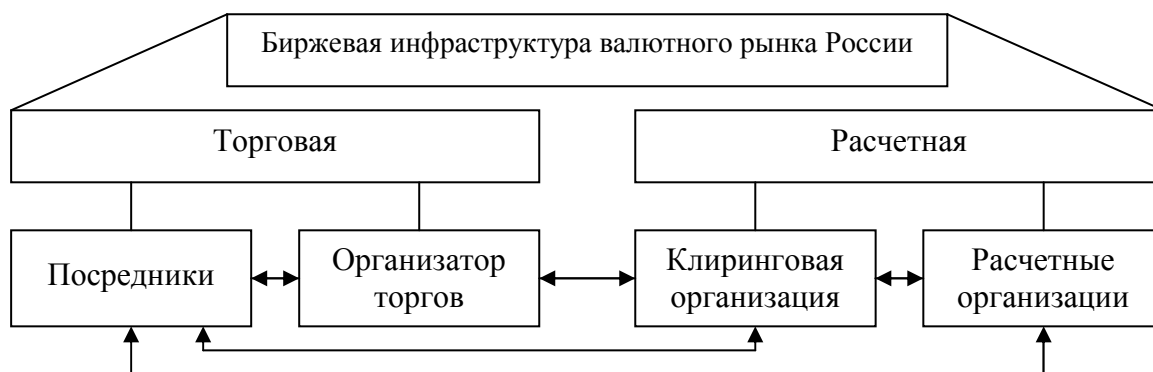 Биржевая инфраструктура валютного рынка России
Торговая
Расчетная
Посредники
Организатор
торгов
Клиринговая
организация
Расчетные
организации